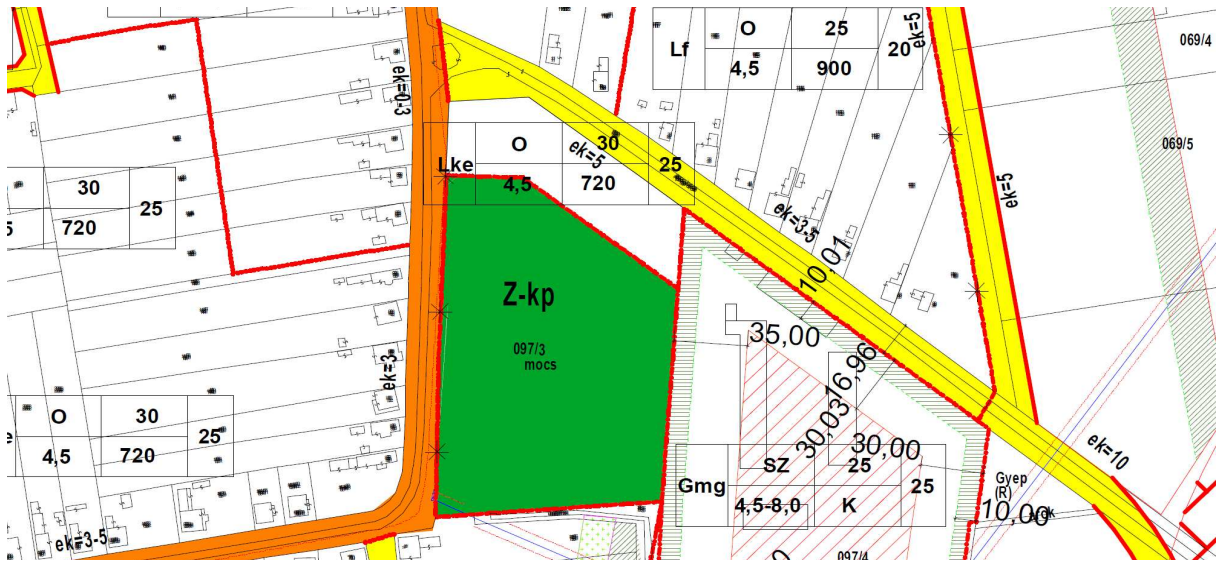 O 25
Lf 20
4,5 900
ek=5
069/4
ek=0-3
069/5
O 30
Lke 25
4,5 720
ek=5
30
25
5 720
ek=5
ek=3-5
10,01
Z-kp
097/3
mocs
35,00
16,96
ek=3
O 30
e 25
4,5 720
30,03
30,00
ek=10
SZ 25
Gmg 25
4,5-8,0 K
Gyep
(R)
10,00
ek=3-5
097/4